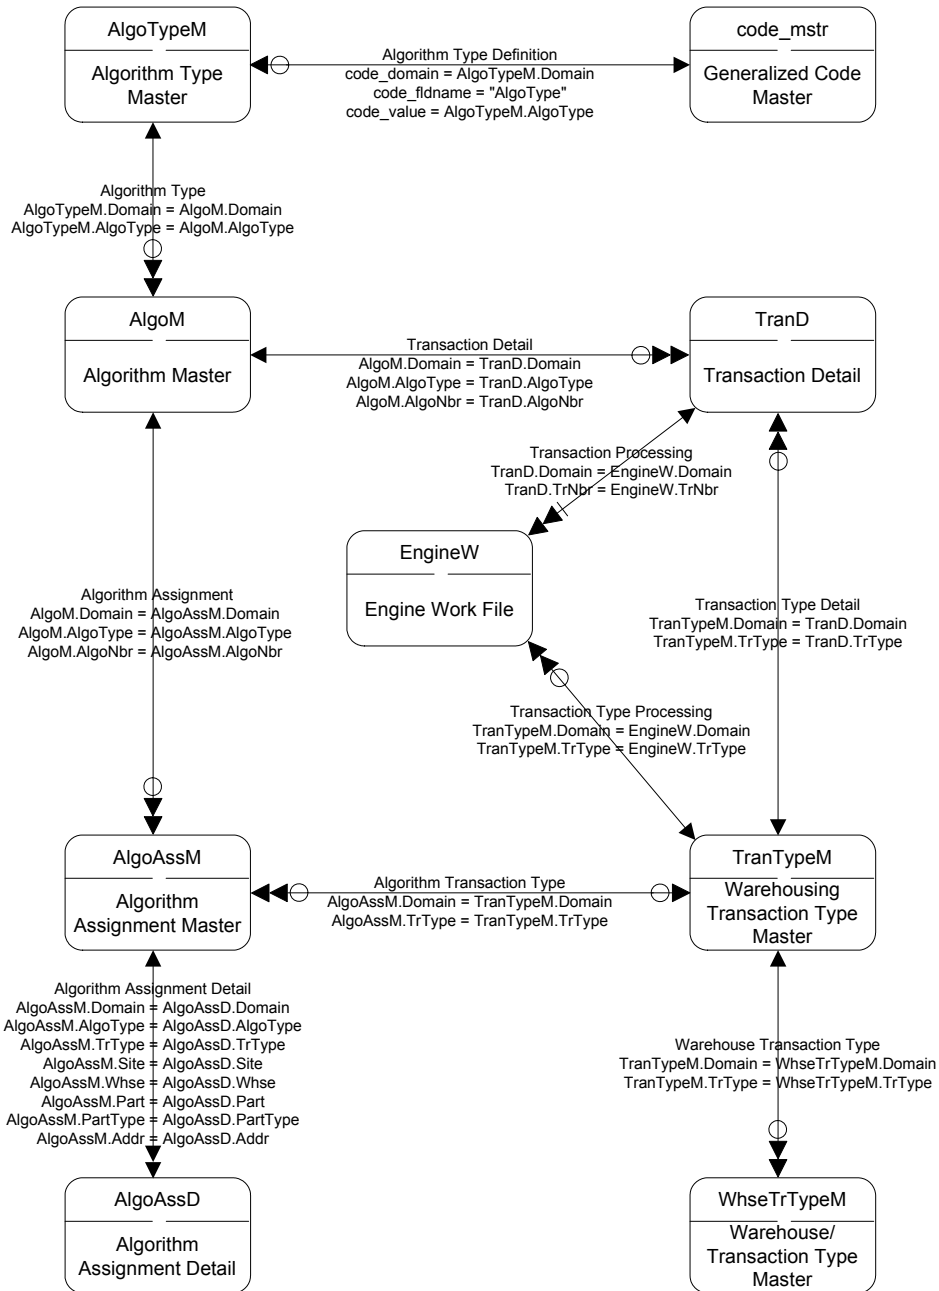 AlgoTypeM
Algorithm Type
Master
Algorithm Type Definition
code_domain = AlgoTypeM.Domain
code_fldname = "AlgoType"
code_value = AlgoTypeM.AlgoType
code_mstr
Generalized Code
Master
Algorithm Type
AlgoTypeM.Domain = AlgoM.Domain
AlgoTypeM.AlgoType = AlgoM.AlgoType
AlgoM
Algorithm Master
Transaction Detail
AlgoM.Domain = TranD.Domain
AlgoM.AlgoType = TranD.AlgoType
AlgoM.AlgoNbr = TranD.AlgoNbr
TranD
Transaction Detail
Transaction Processing
TranD.Domain = EngineW.Domain
TranD.TrNbr = EngineW.TrNbr
EngineW
Engine Work File
Algorithm Assignment
AlgoM.Domain = AlgoAssM.Domain
AlgoM.AlgoType = AlgoAssM.AlgoType
AlgoM.AlgoNbr = AlgoAssM.AlgoNbr
Transaction Type Detail
TranTypeM.Domain = TranD.Domain
TranTypeM.TrType = TranD.TrType
Transaction Type Processing
TranTypeM.Domain = EngineW.Domain
TranTypeM.TrType = EngineW.TrType
AlgoAssM
Algorithm
Assignment Master
Algorithm Transaction Type
AlgoAssM.Domain = TranTypeM.Domain
AlgoAssM.TrType = TranTypeM.TrType
TranTypeM
Warehousing
Transaction Type
Master
Algorithm Assignment Detail
AlgoAssM.Domain = AlgoAssD.Domain
AlgoAssM.AlgoType = AlgoAssD.AlgoType
AlgoAssM.TrType = AlgoAssD.TrType
AlgoAssM.Site = AlgoAssD.Site
AlgoAssM.Whse = AlgoAssD.Whse
AlgoAssM.Part = AlgoAssD.Part
AlgoAssM.PartType = AlgoAssD.PartType
AlgoAssM.Addr = AlgoAssD.Addr
Warehouse Transaction Type
TranTypeM.Domain = WhseTrTypeM.Domain
TranTypeM.TrType = WhseTrTypeM.TrType
AlgoAssD
Algorithm
Assignment Detail
WhseTrTypeM
Warehouse/
Transaction Type
Master